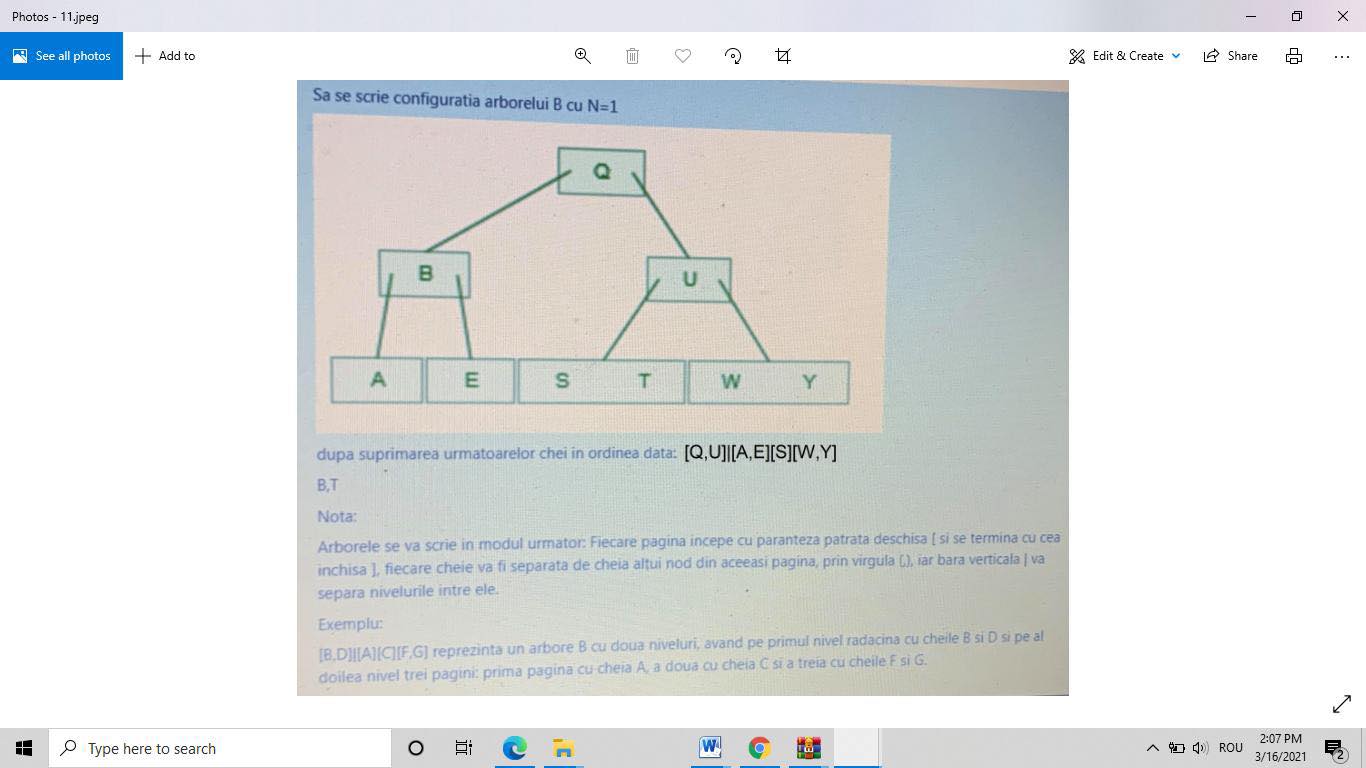 Photos - 11.jpeg
See all photos
Add to
Edit & Create
Share
Sa se scrie configuratia arborelui B cu N=1
Q
B
U
A E S T W Y
dupa suprimarea urmatoarelor chei in ordinea data: [Q,U]|[A,E][S][W,Y]
B,T
Nota:
Arborele se va scrie in modul urmator: Fiecare pagina incepe cu paranteza patrata deschisa [ si se termina cu cea
inchisa ], fiecare cheie va fi separata de cheia altui nod din aceeasi pagina, prin virgula (,), iar bara verticala | va
separa nivelurile intre ele.
Exemplu:
[B,D]|[A][C][F,G] reprezinta un arbore B cu doua niveluri, avand pe primul nivel radacina cu cheile B si D si pe al
doilea nivel trei pagini: prima pagina cu cheia A, a doua cu cheia C si a treia cu cheile F si G.
Type here to search
ROU
2:07 PM
3/16/2021
2